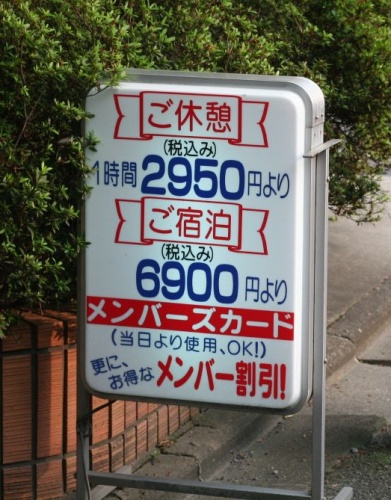 ご休憩
(税込み)
1時間 2950円より
ご宿泊
(税込み)
6900円より
メンバーズカード
(当日より使用、OK!)
更に、
お得な メンバー割引!